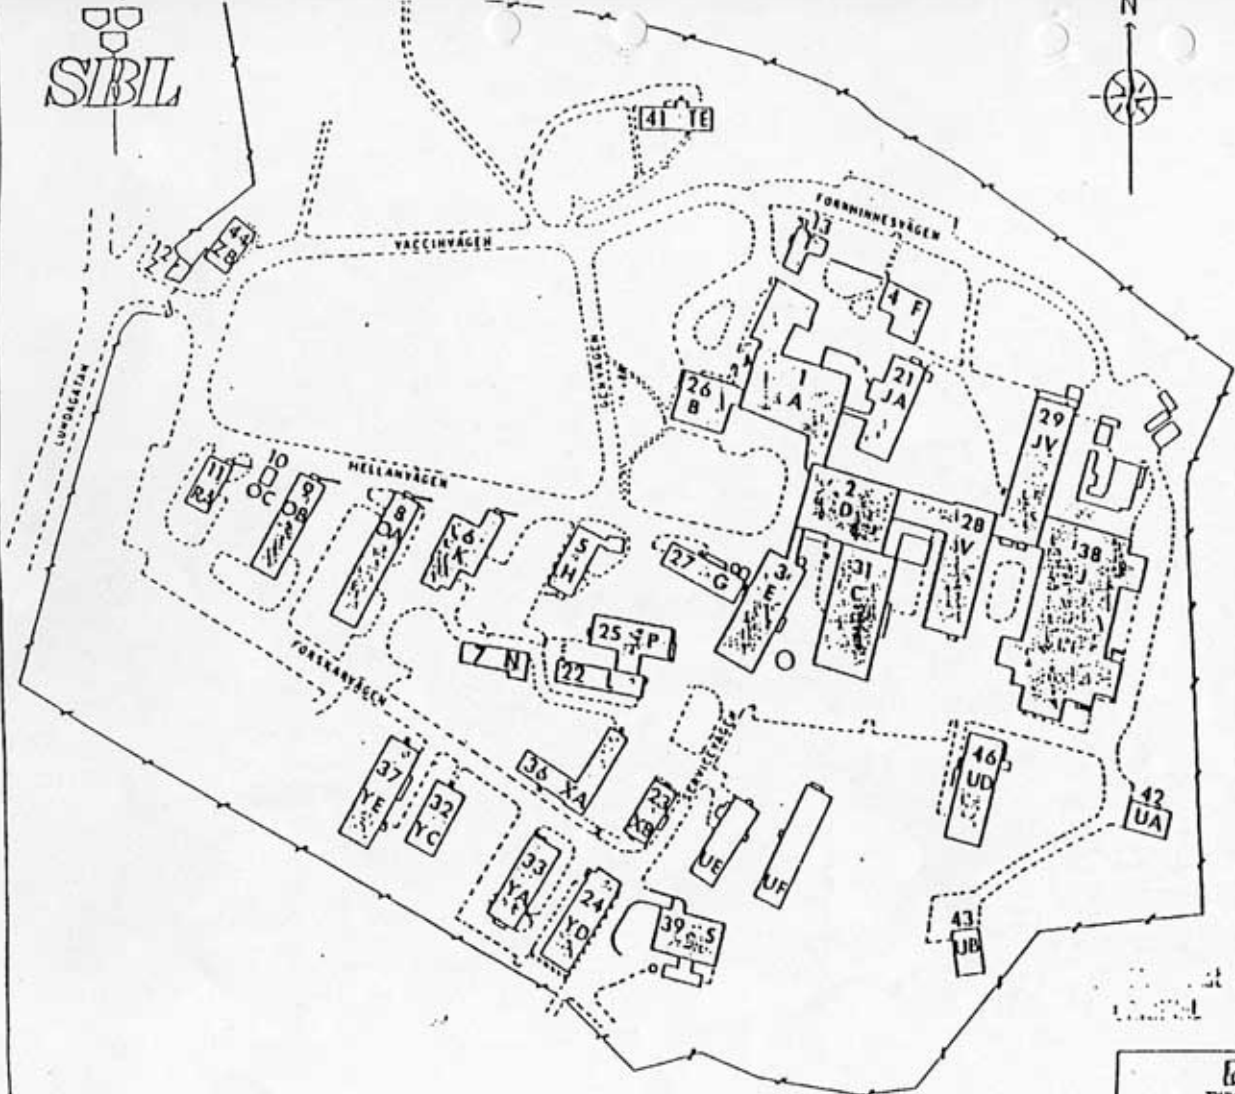 SBL
N
41 TE
FORNMINNESVÄGEN
VACCINVÄGEN
44
ZB
12
Z
13
4 F
LUNDAGATAN
1
A
21
JA
26
B
29
JV
MELLANVÄGEN
11
RA
10
OC
9
OB
8
OA
6
K
5
H
2
D
28
V
27 G
3
E
31
C
38
J
25 P
7 N
22
FORSKARVÄGEN
SERVICEVÄGEN
37
YE
32
YC
36
XA
23
XB
46
UD
42
UA
UE
UF
33
YA
24
YD
39 S
43
UB